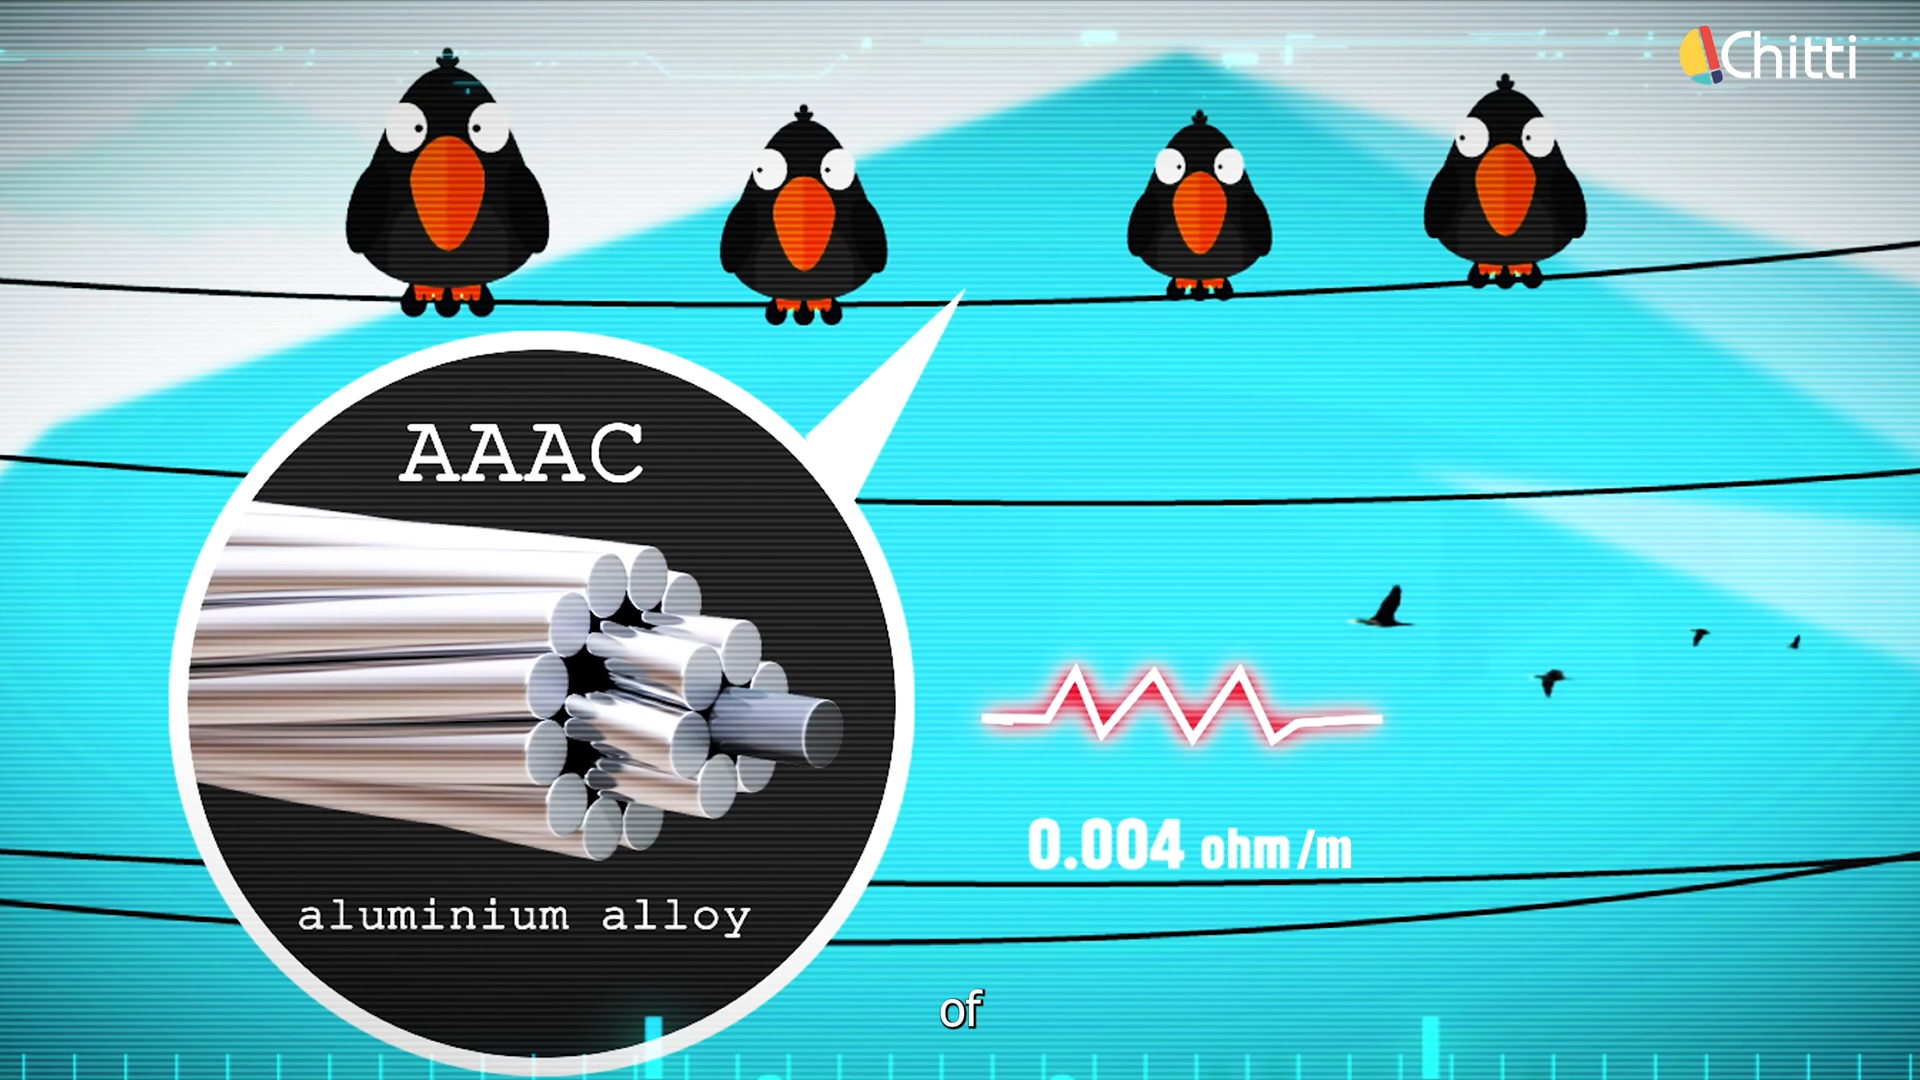 Chitti
AAAC
aluminium alloy
0.004 ohm/m
of